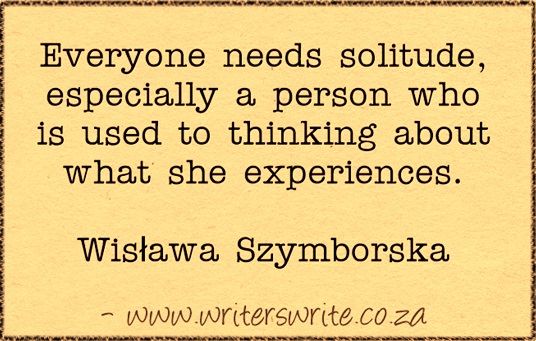 Everyone needs solitude,
especially a person who
is used to thinking about
what she experiences.
Wisława Szymborska
- www.writerswrite.co.za